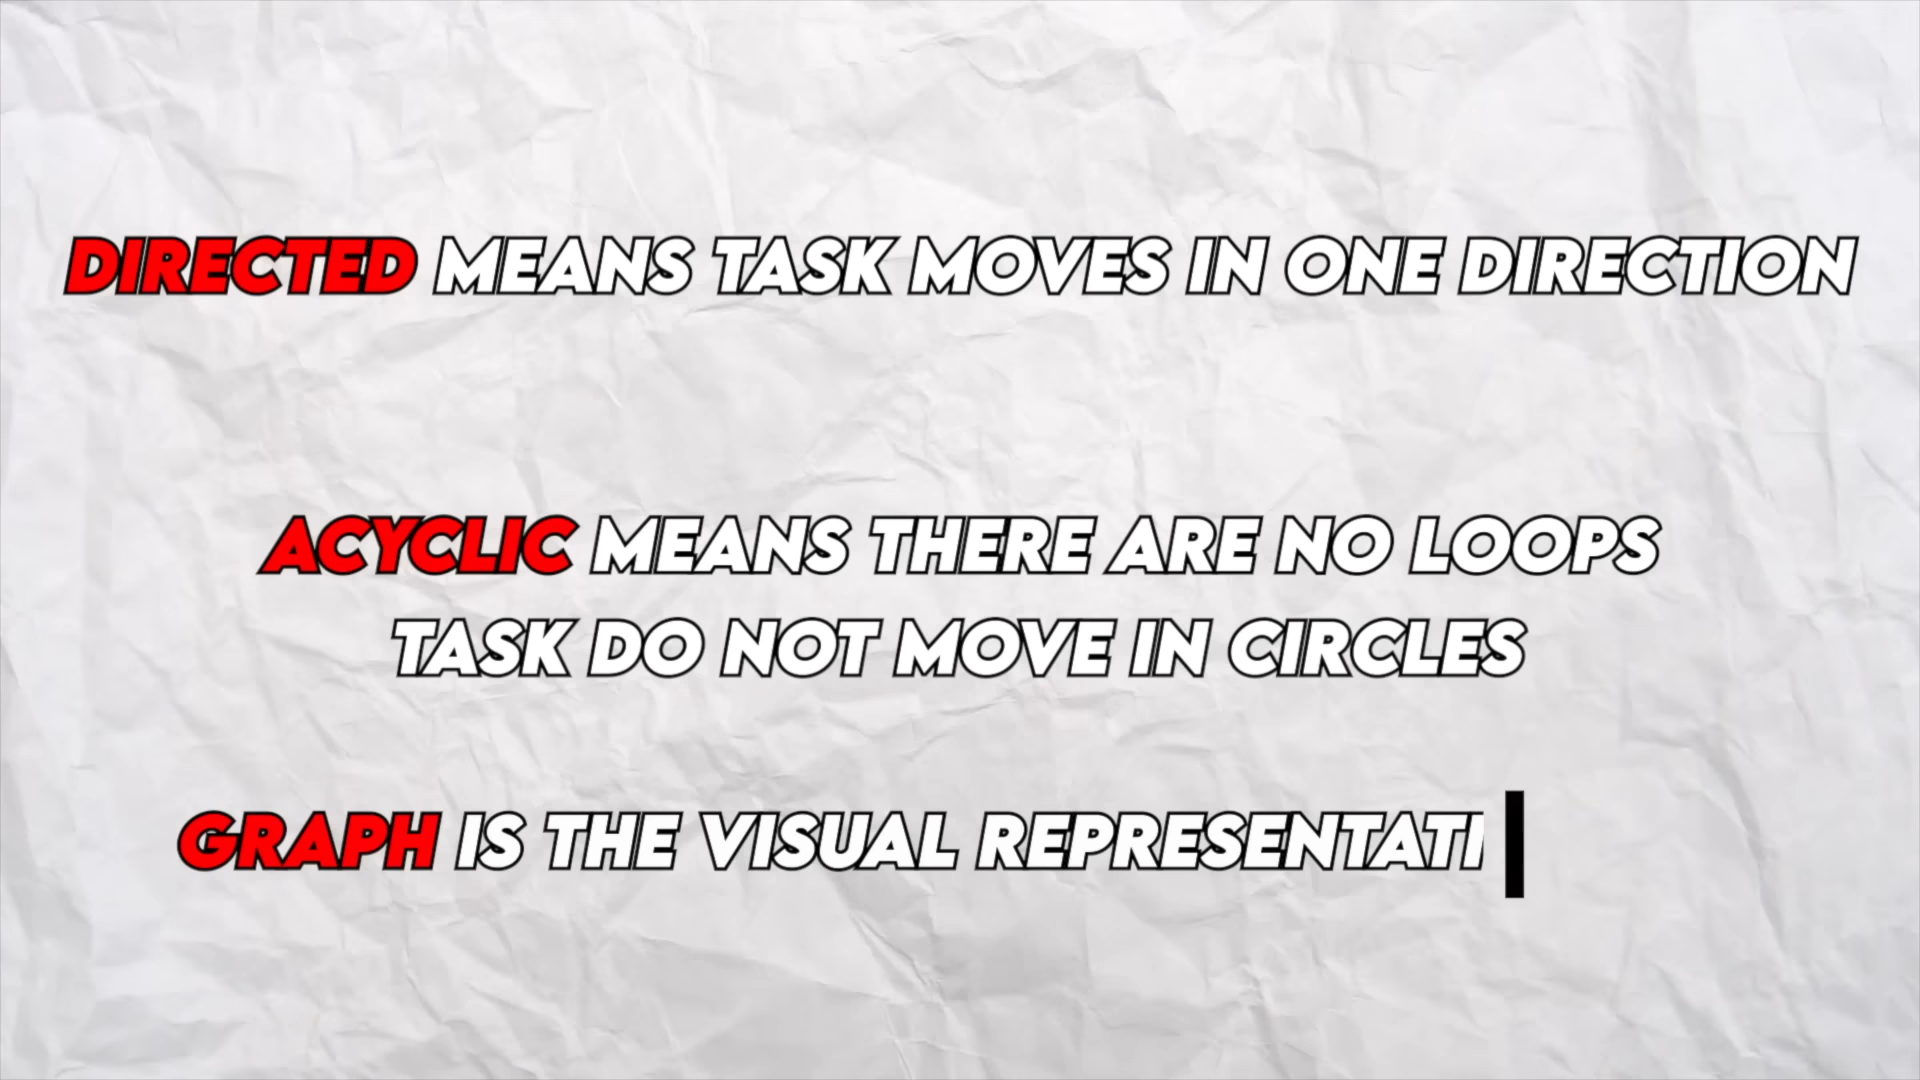 DIRECTED MEANS TASK MOVES IN ONE DIRECTION
ACYCLIC MEANS THERE ARE NO LOOPS
TASK DO NOT MOVE IN CIRCLES
GRAPH IS THE VISUAL REPRESENTATI